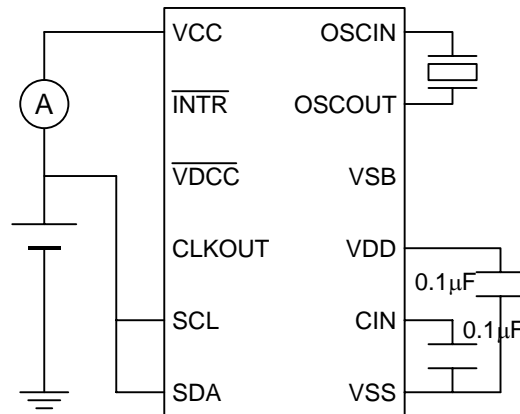 VCC
OSCIN
A
INTR
OSCOUT
VDCC
VSB
CLKOUT
VDD
0.1μF
SCL
CIN
0.1μF
SDA
VSS